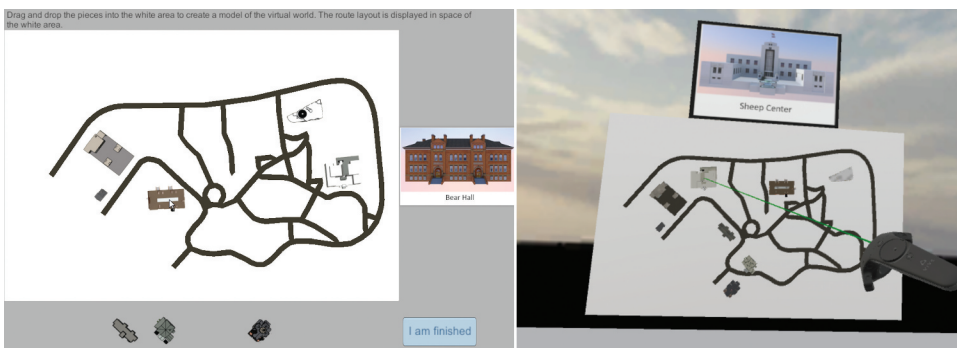 Drag and drop the pieces into the white area to create a model of the virtual world. The route layout is displayed in space of
the white area.
Bear Hall
I am finished
Sheep Center